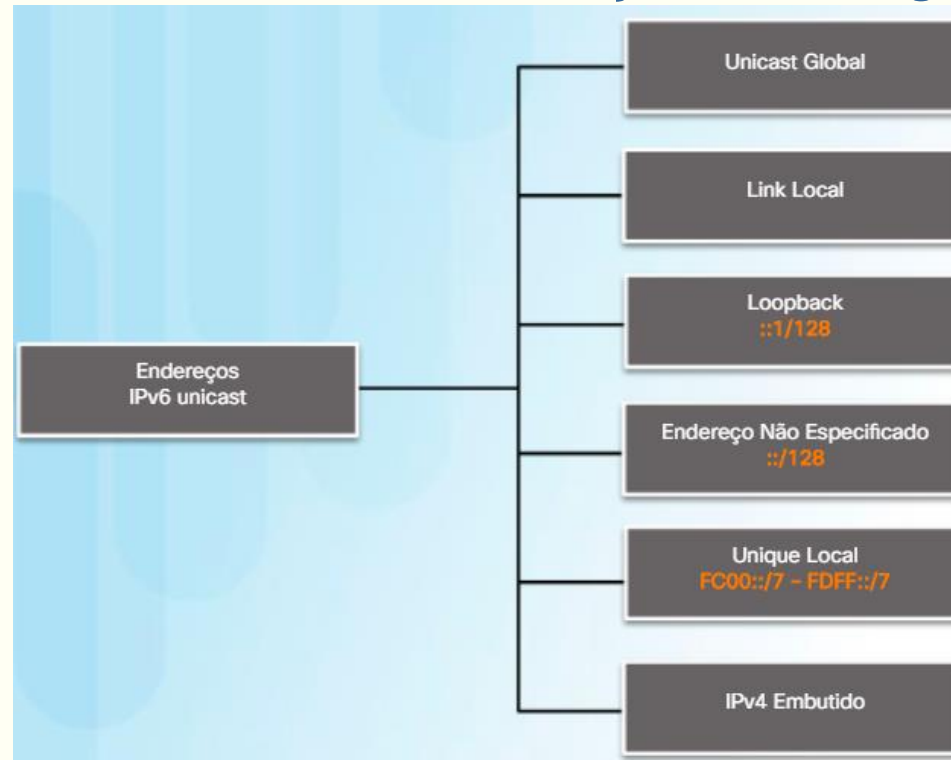 Endereços
IPv6 unicast
Unicast Global
Link Local
Loopback
::1/128
Endereço Não Especificado
::/128
Unique Local
FC00::/7 – FDFF::/7
IPv4 Embutido